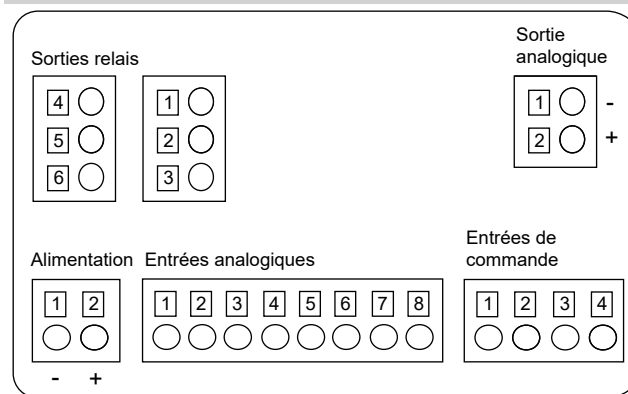 Sorties relais
4
5
6
1
2
3
Sortie
analogique
1 -
2 +
Alimentation
1 2
- +
Entrées analogiques
1 2 3 4 5 6 7 8
Entrées de
commande
1 2 3 4